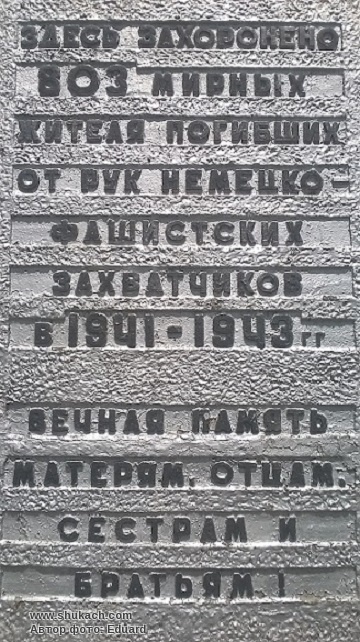 ЗДЕСЬ ЗАХОРОНЕНО
803 МИРНЫХ
ЖИТЕЛЯ ПОГИБШИХ
ОТ РУК НЕМЕЦКО –
ФАШИСТСКИХ
ЗАХВАТЧИКОВ
В 1941-1943 гг
ВЕЧНАЯ ПАМЯТЬ
МАТЕРЯМ, ОТЦАМ,
СЕСТРАМ И
БРАТЬЯМ !
www.shukach.com
Автор фото: Eduard